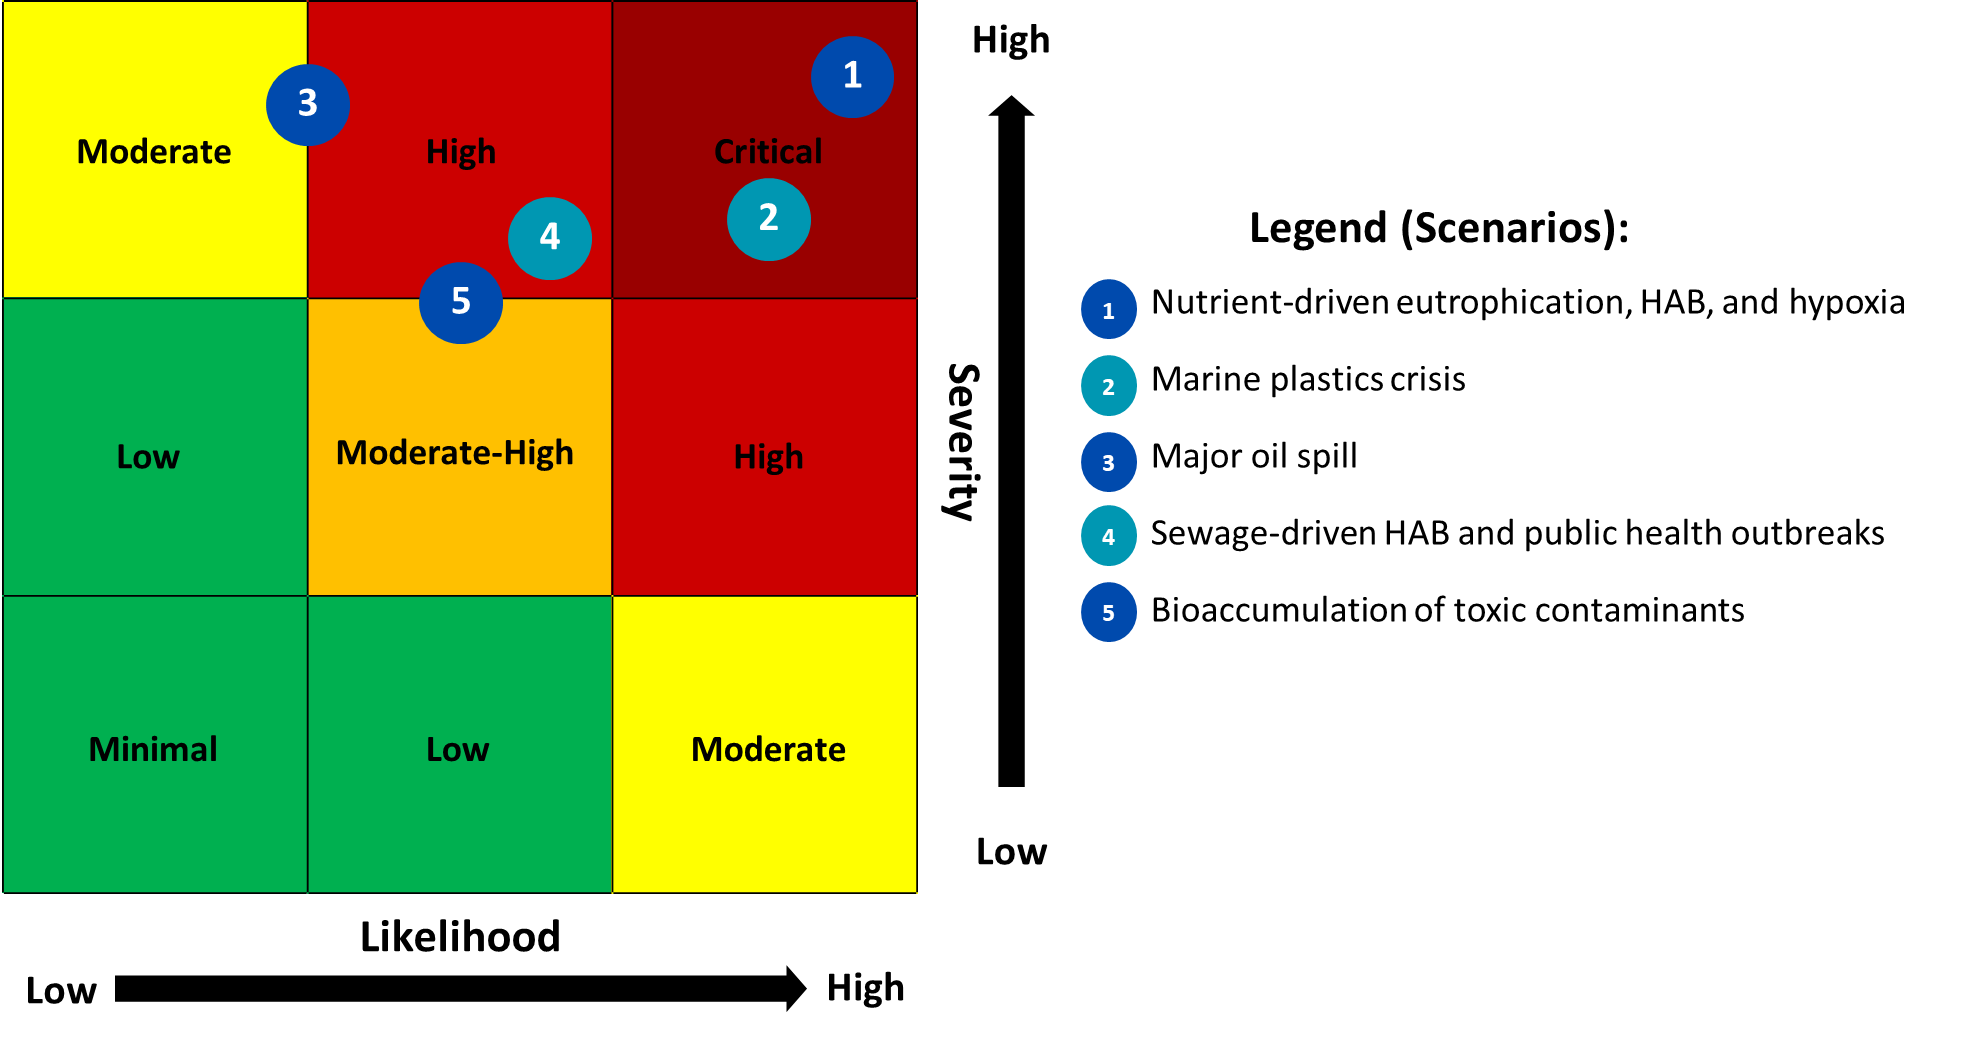 1
3
Moderate
High
Critical
2
4
5
Low
Moderate-High
High
Minimal
Low
Moderate
Likelihood
Low
High
High
Severity
Low
Legend (Scenarios):
1 Nutrient-driven eutrophication, HAB, and hypoxia
2 Marine plastics crisis
3 Major oil spill
4 Sewage-driven HAB and public health outbreaks
5 Bioaccumulation of toxic contaminants